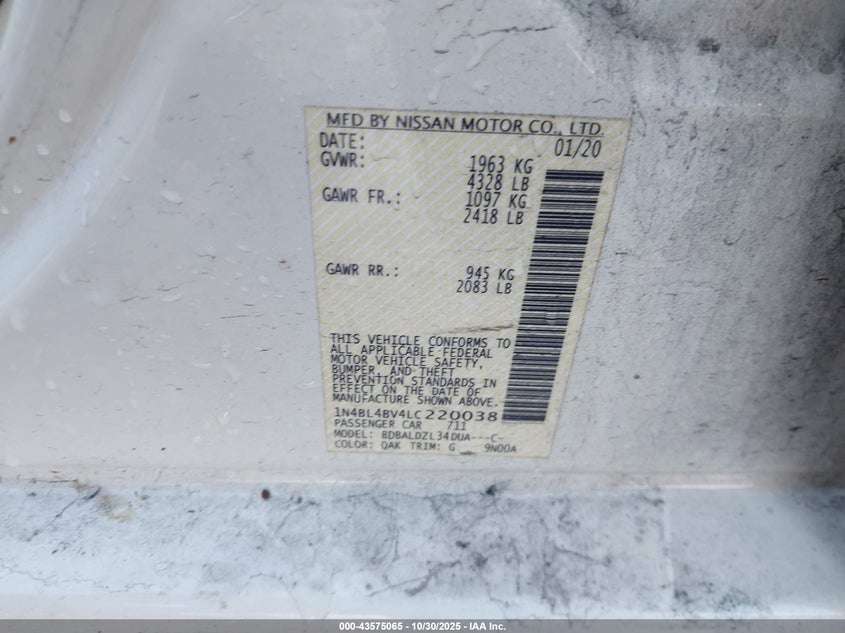 MFD BY NISSAN MOTOR CO., LTD.
DATE: 01/20
GVWR: 1963 KG
4328 LB
GAWR FR.: 1097 KG
2418 LB
GAWR RR.: 945 KG
2083 LB
THIS VEHICLE CONFORMS TO
ALL APPLICABLE FEDERAL
MOTOR VEHICLE SAFETY,
BUMPER, AND THEFT
PREVENTION STANDARDS IN
EFFECT ON THE DATE OF
MANUFACTURE SHOWN ABOVE.
1N4BL4BV4LC220038
PASSENGER CAR 711
MODEL: BDBALDZL34DUA---C-
COLOR: QAK TRIM: G 9N00A
000-43575065 - 10/30/2025 - IAA Inc.